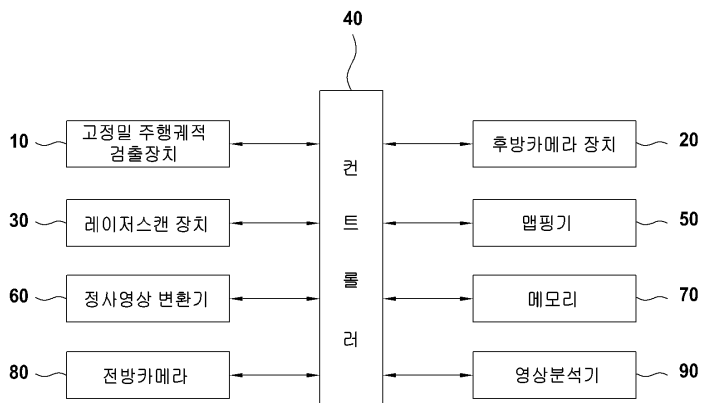 40
10
고정밀 주행궤적
검출장치
후방카메라 장치
20
30
레이저스캔 장치
컨트롤러
맵핑기
50
60
정사영상 변환기
메모리
70
80
전방카메라
영상분석기
90